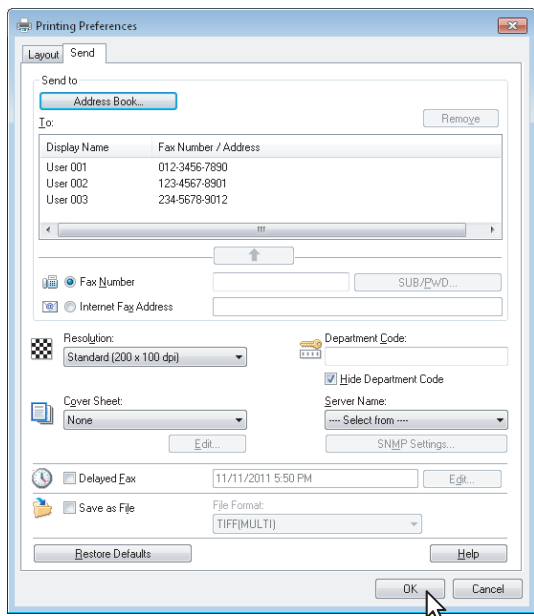 Printing Preferences
Layout Send
Send to
Address Book...
To:
Remove
Display Name Fax Number / Address
User 001 012-3456-7890
User 002 123-4567-8901
User 003 234-5678-9012
Fax Number SUB/PWD...
Internet Fax Address
Resolution: Department Code:
Standard (200 x 100 dpi)
Hide Department Code
Cover Sheet: Server Name:
None ---- Select from ----
Edit... SNMP Settings...
Delayed Fax 11/11/2011 5:50 PM Edit...
Save as File File Format:
TIFF(MULTI)
Restore Defaults Help
OK Cancel